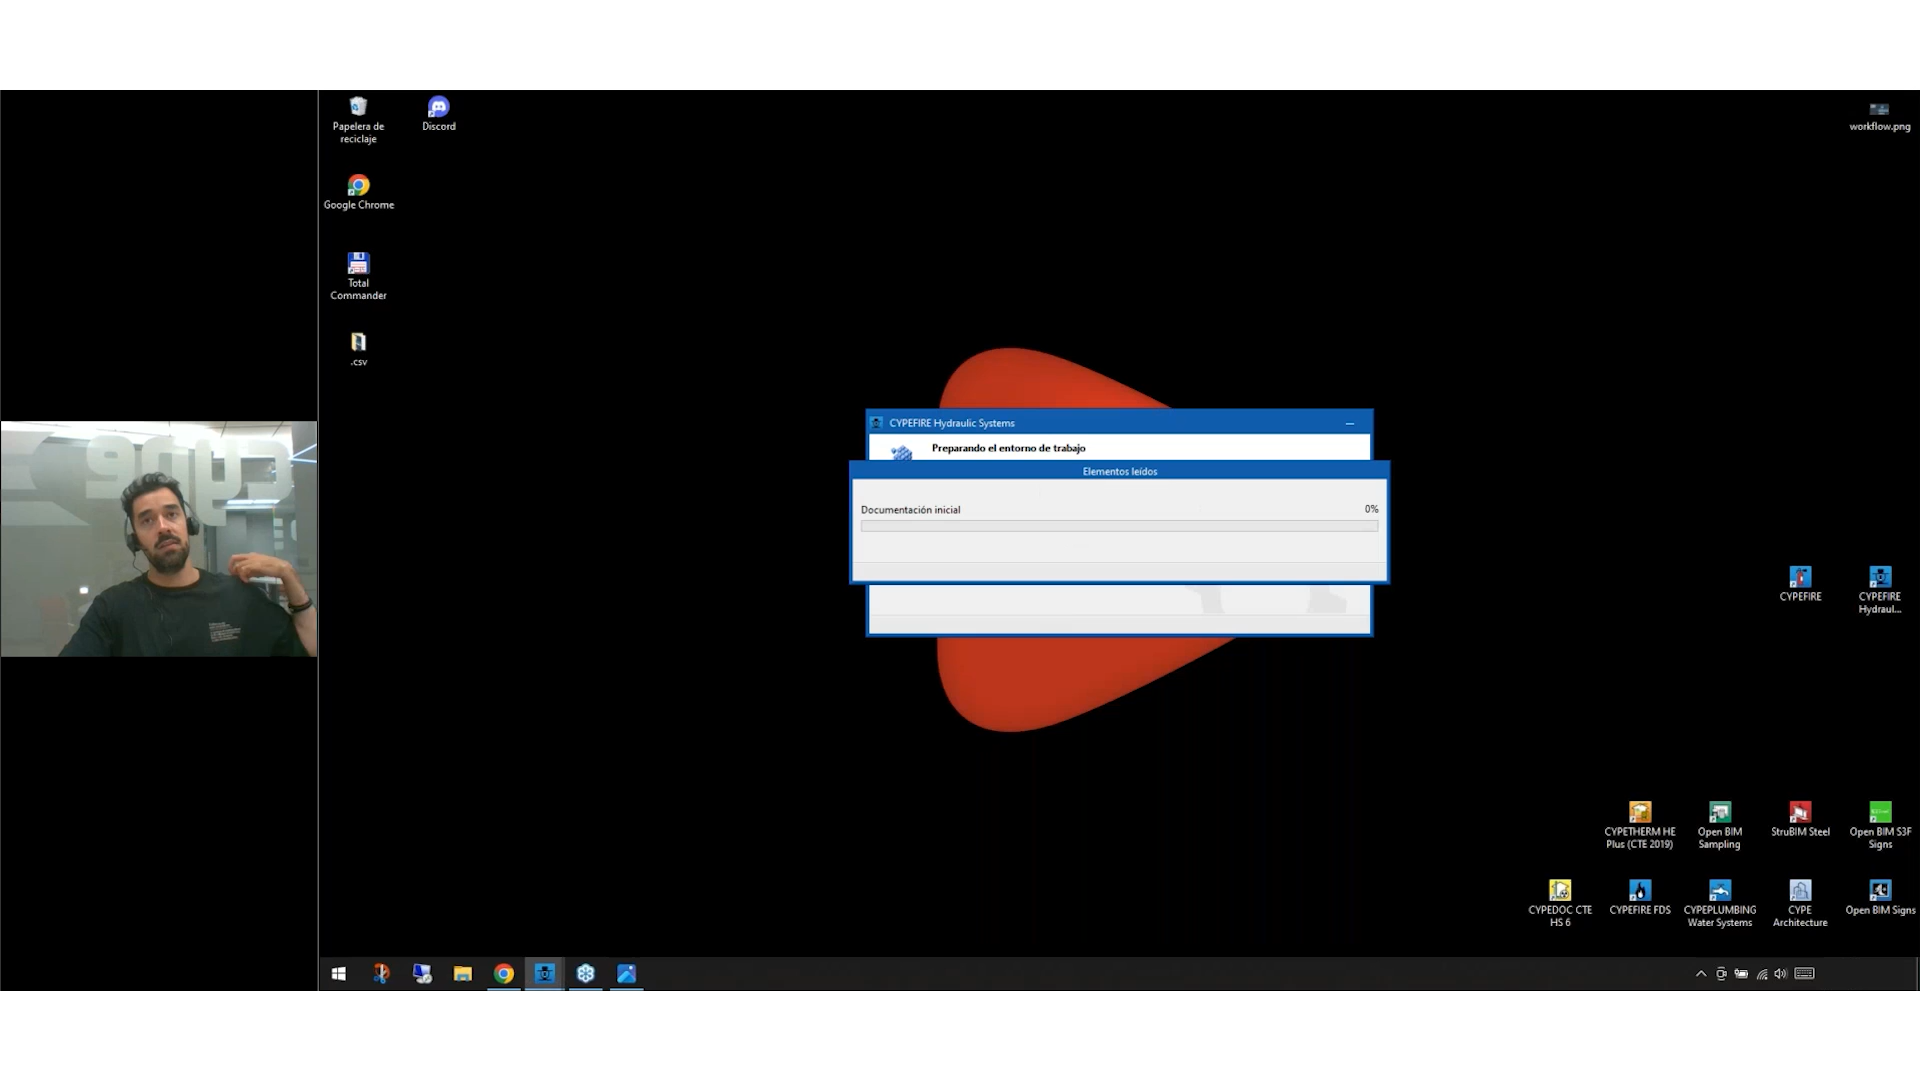 Papelera de
reciclaje
Discord
workflow.png
Google Chrome
Total
Commander
.csv
cype
CYPEFIRE Hydraulic Systems
Preparando el entorno de trabajo
Elementos leídos
Documentación inicial
0%
CYPEFIRE
CYPEFIRE
Hydraul...
CYPETHERM HE
Plus (CTE 2019)
Open BIM
Sampling
StruBIM Steel
Open BIM S3F
Signs
CYPEDOC CTE
HS 6
CYPEFIRE FDS
CYPEPLUMBING
Water Systems
CYPE
Architecture
Open BIM Signs